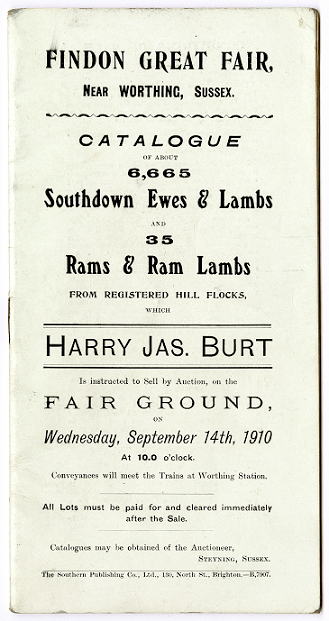 FINDON GREAT FAIR,
NEAR WORTHING, SUSSEX.
CATALOGUE
OF ABOUT
6,665
Southdown Ewes & Lambs
AND
35
Rams & Ram Lambs
FROM REGISTERED HILL FLOCKS,
WHICH
HARRY JAS. BURT
Is instructed to Sell by Auction, on the
FAIR GROUND,
ON
Wednesday, September 14th, 1910
At 10.0 o'clock.
Conveyances will meet the Trains at Worthing Station.
All Lots must be paid for and cleared immediately
after the Sale.
Catalogues may be obtained of the Auctioneer,
STEYNING, SUSSEX.
The Southern Publishing Co., Ltd., 130, North St., Brighton.—B,7907.